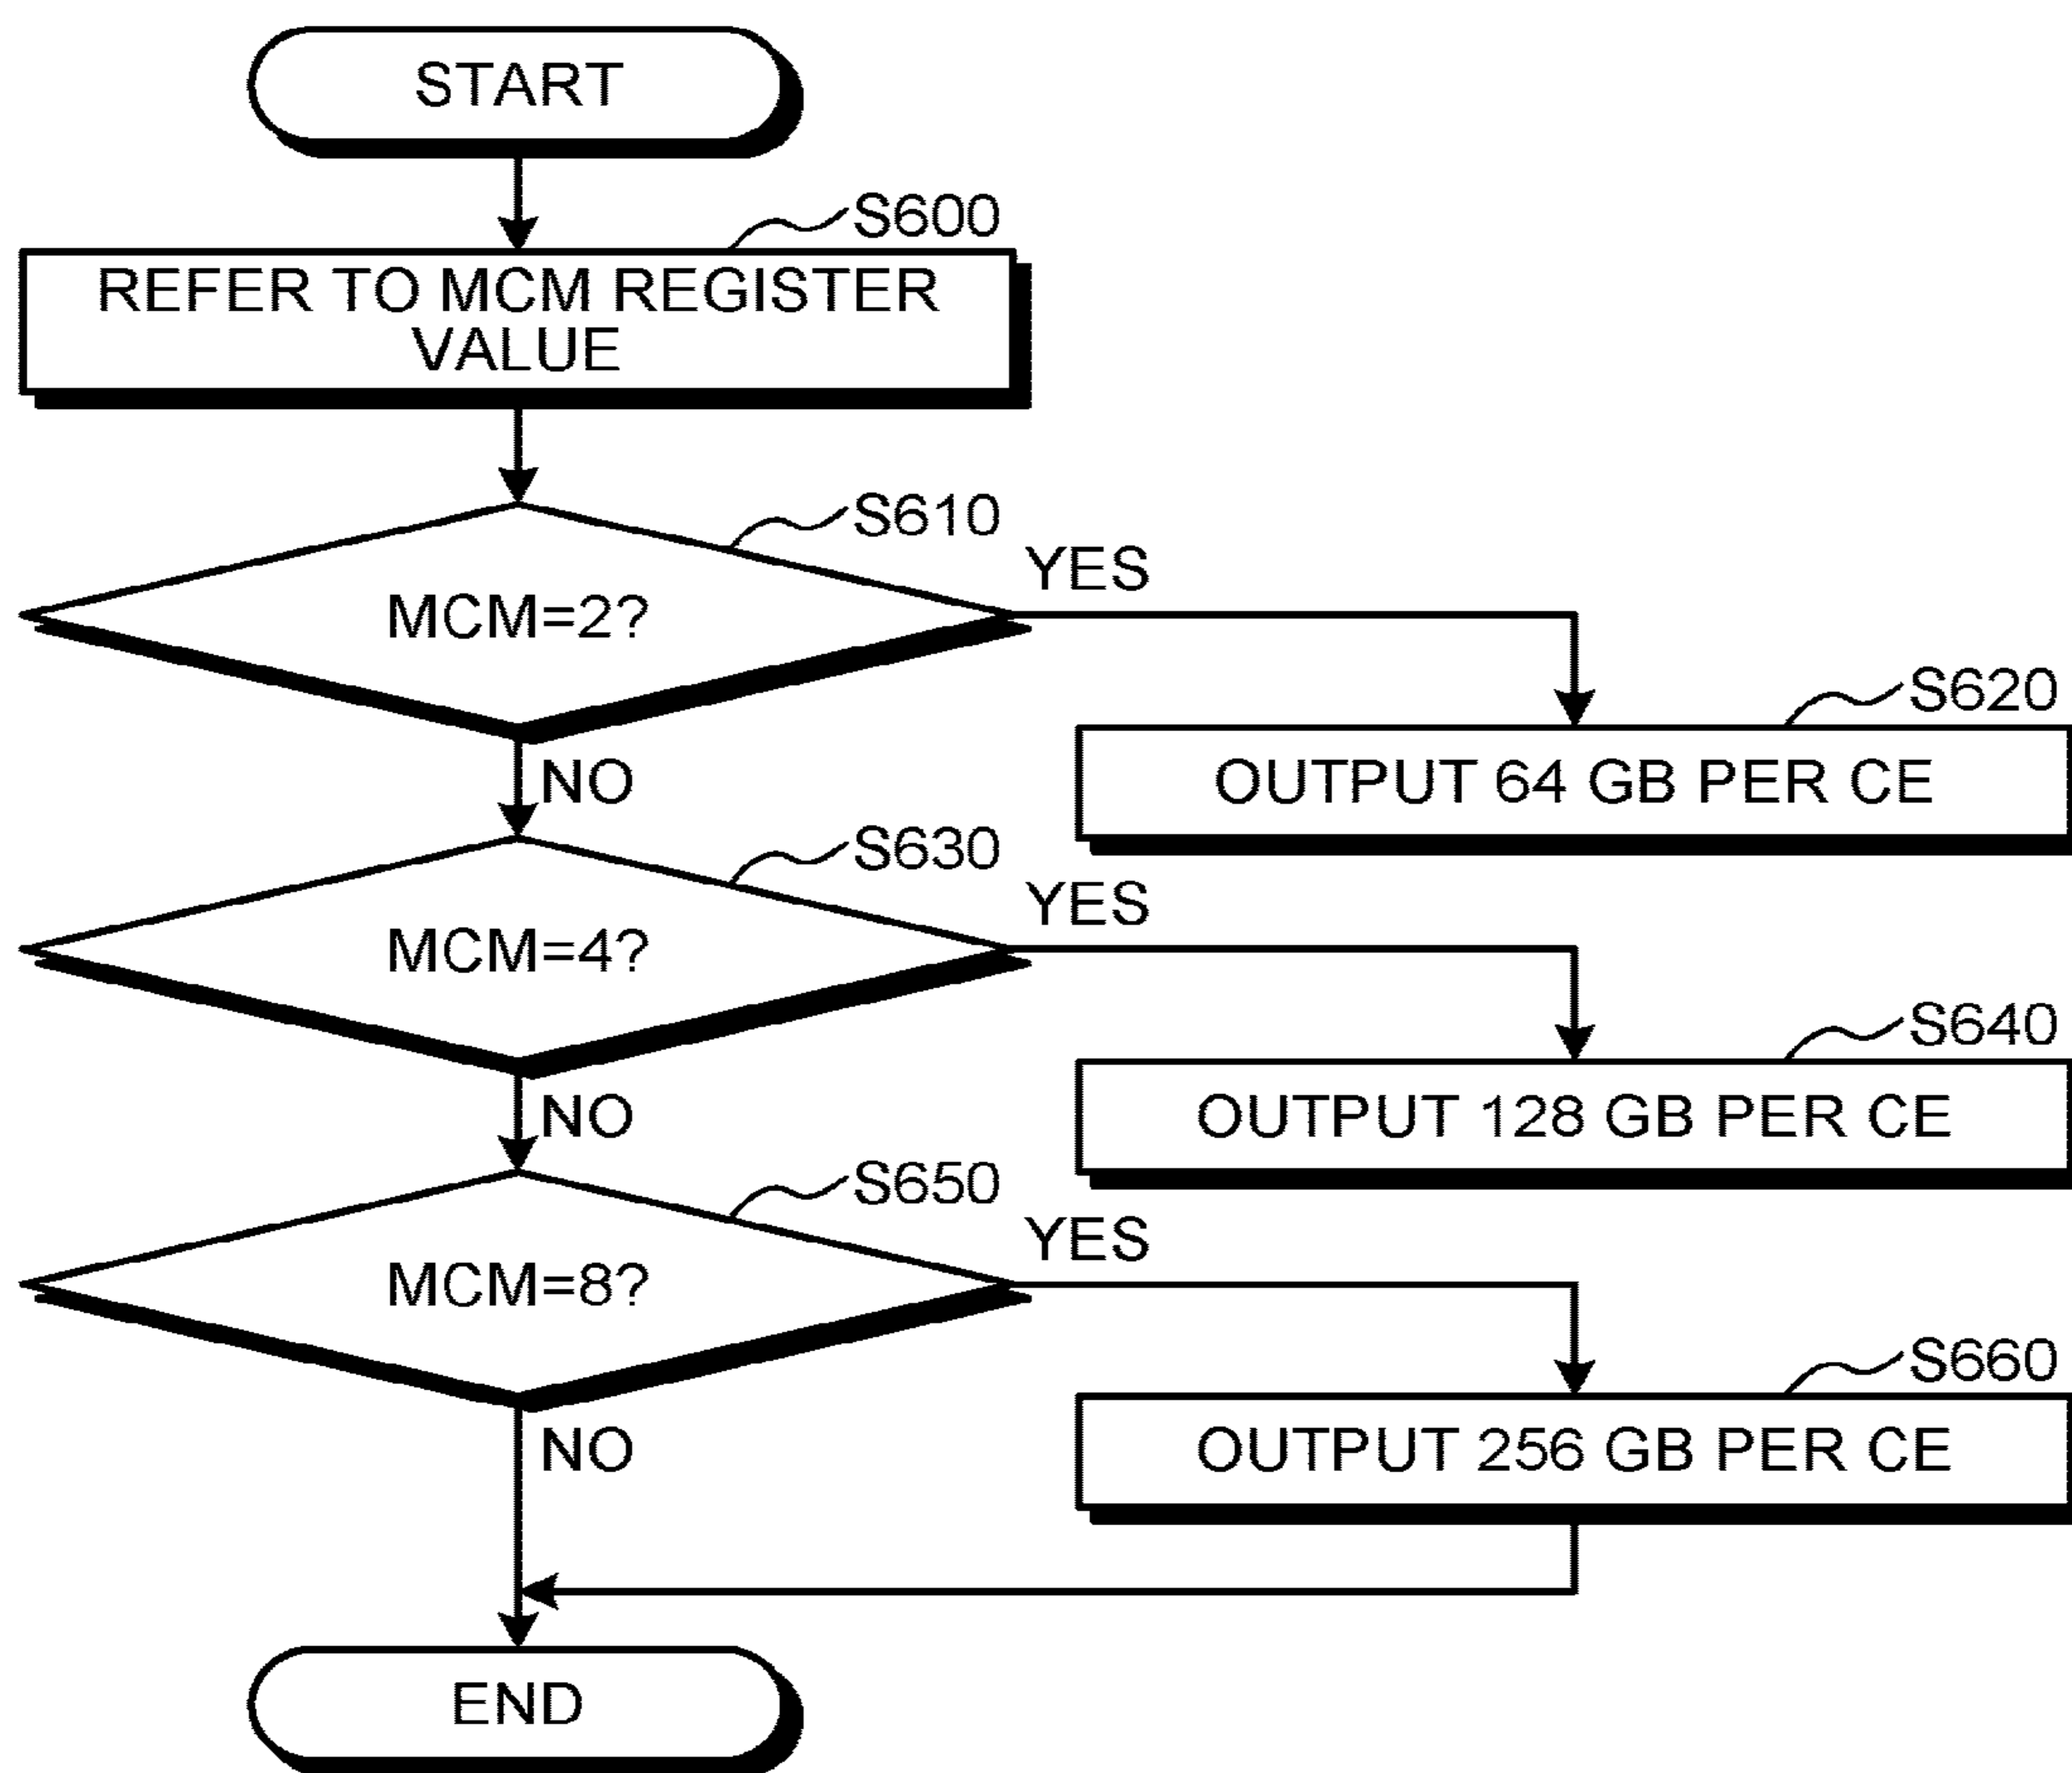 START
S600
REFER TO MCM REGISTER
VALUE
S610
MCM=2?
YES
S620
OUTPUT 64 GB PER CE
NO
S630
MCM=4?
YES
S640
OUTPUT 128 GB PER CE
NO
S650
MCM=8?
YES
S660
OUTPUT 256 GB PER CE
NO
END